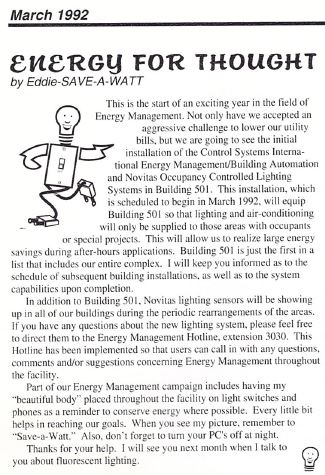 March 1992
ENERGY FOR THOUGHT
by Eddie-SAVE-A-WATT
This is the start of an exciting year in the field of
Energy Management. Not only have we accepted an
aggressive challenge to lower our utility
bills, but we are going to see the initial
installation of the Control Systems Interna-
tional Energy Management/Building Automation
and Novitas Occupancy Controlled Lighting
Systems in Building 501. This installation, which
is scheduled to begin in March 1992, will equip
Building 501 so that lighting and air-conditioning
will only be supplied to those areas with occupants
or special projects. This will allow us to realize large energy
savings during after-hours applications. Building 501 is just the first in a
list that includes our entire complex. I will keep you informed as to the
schedule of subsequent building installations, as well as to the system
capabilities upon completion.
In addition to Building 501, Novitas lighting sensors will be showing
up in all of our buildings during the periodic rearrangements of the areas.
If you have any questions about the new lighting system, please feel free
to direct them to the Energy Management Hotline, extension 3030. This
Hotline has been implemented so that users can call in with any questions,
comments and/or suggestions concerning Energy Management throughout
the facility.
Part of our Energy Management campaign includes having my
"beautiful body" placed throughout the facility on light switches and
phones as a reminder to conserve energy where possible. Every little bit
helps in reaching our goals. When you see my picture, remember to
"Save-a-Watt." Also, don't forget to turn your PC's off at night.
Thanks for your help. I will see you next month when I talk to
you about fluorescent lighting.